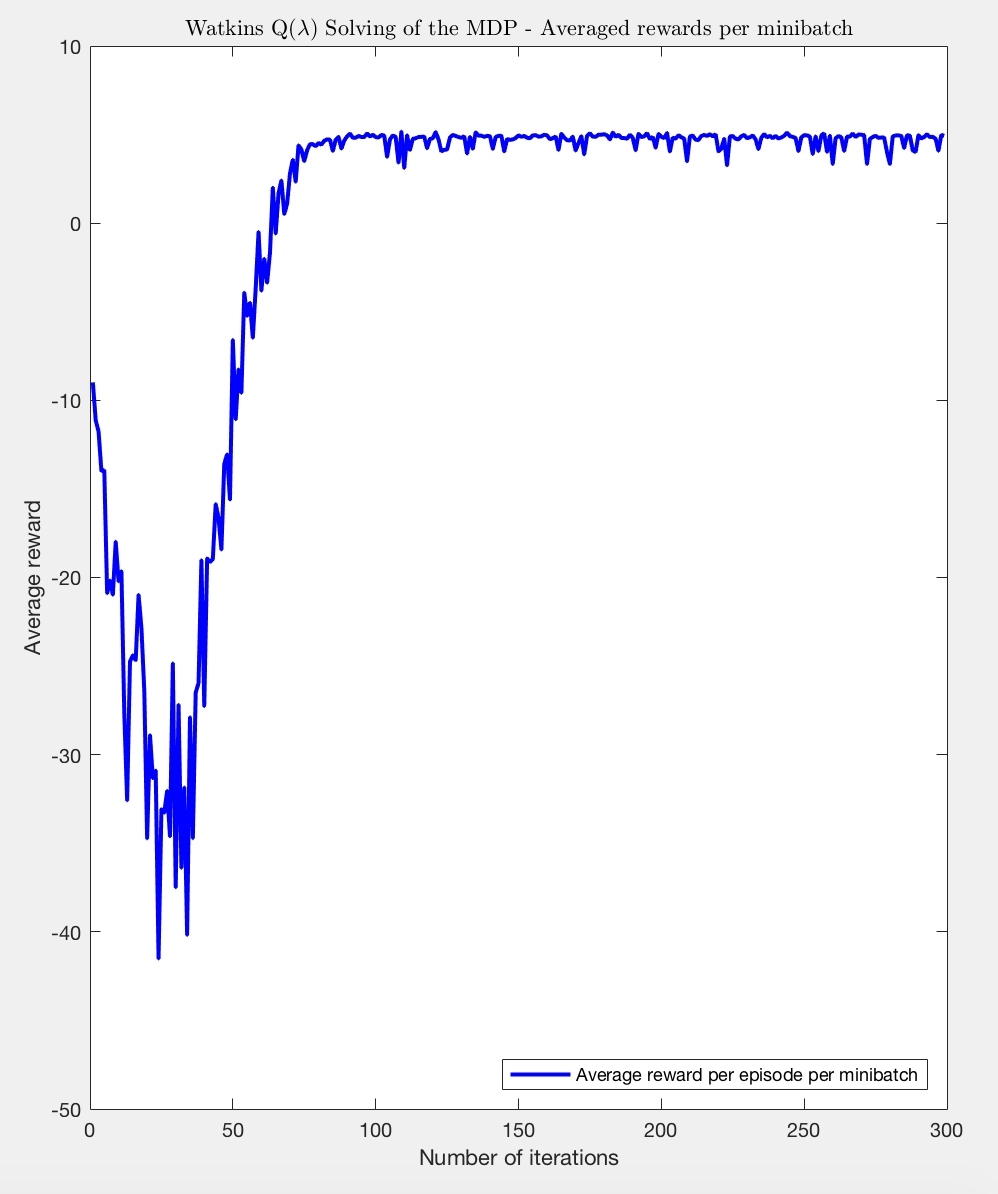 Watkins Q(λ) Solving of the MDP - Averaged rewards per minibatch
10
0
-10
-20
-30
-40
-50
Average reward
0 50 100 150 200 250 300
Number of iterations
Average reward per episode per minibatch